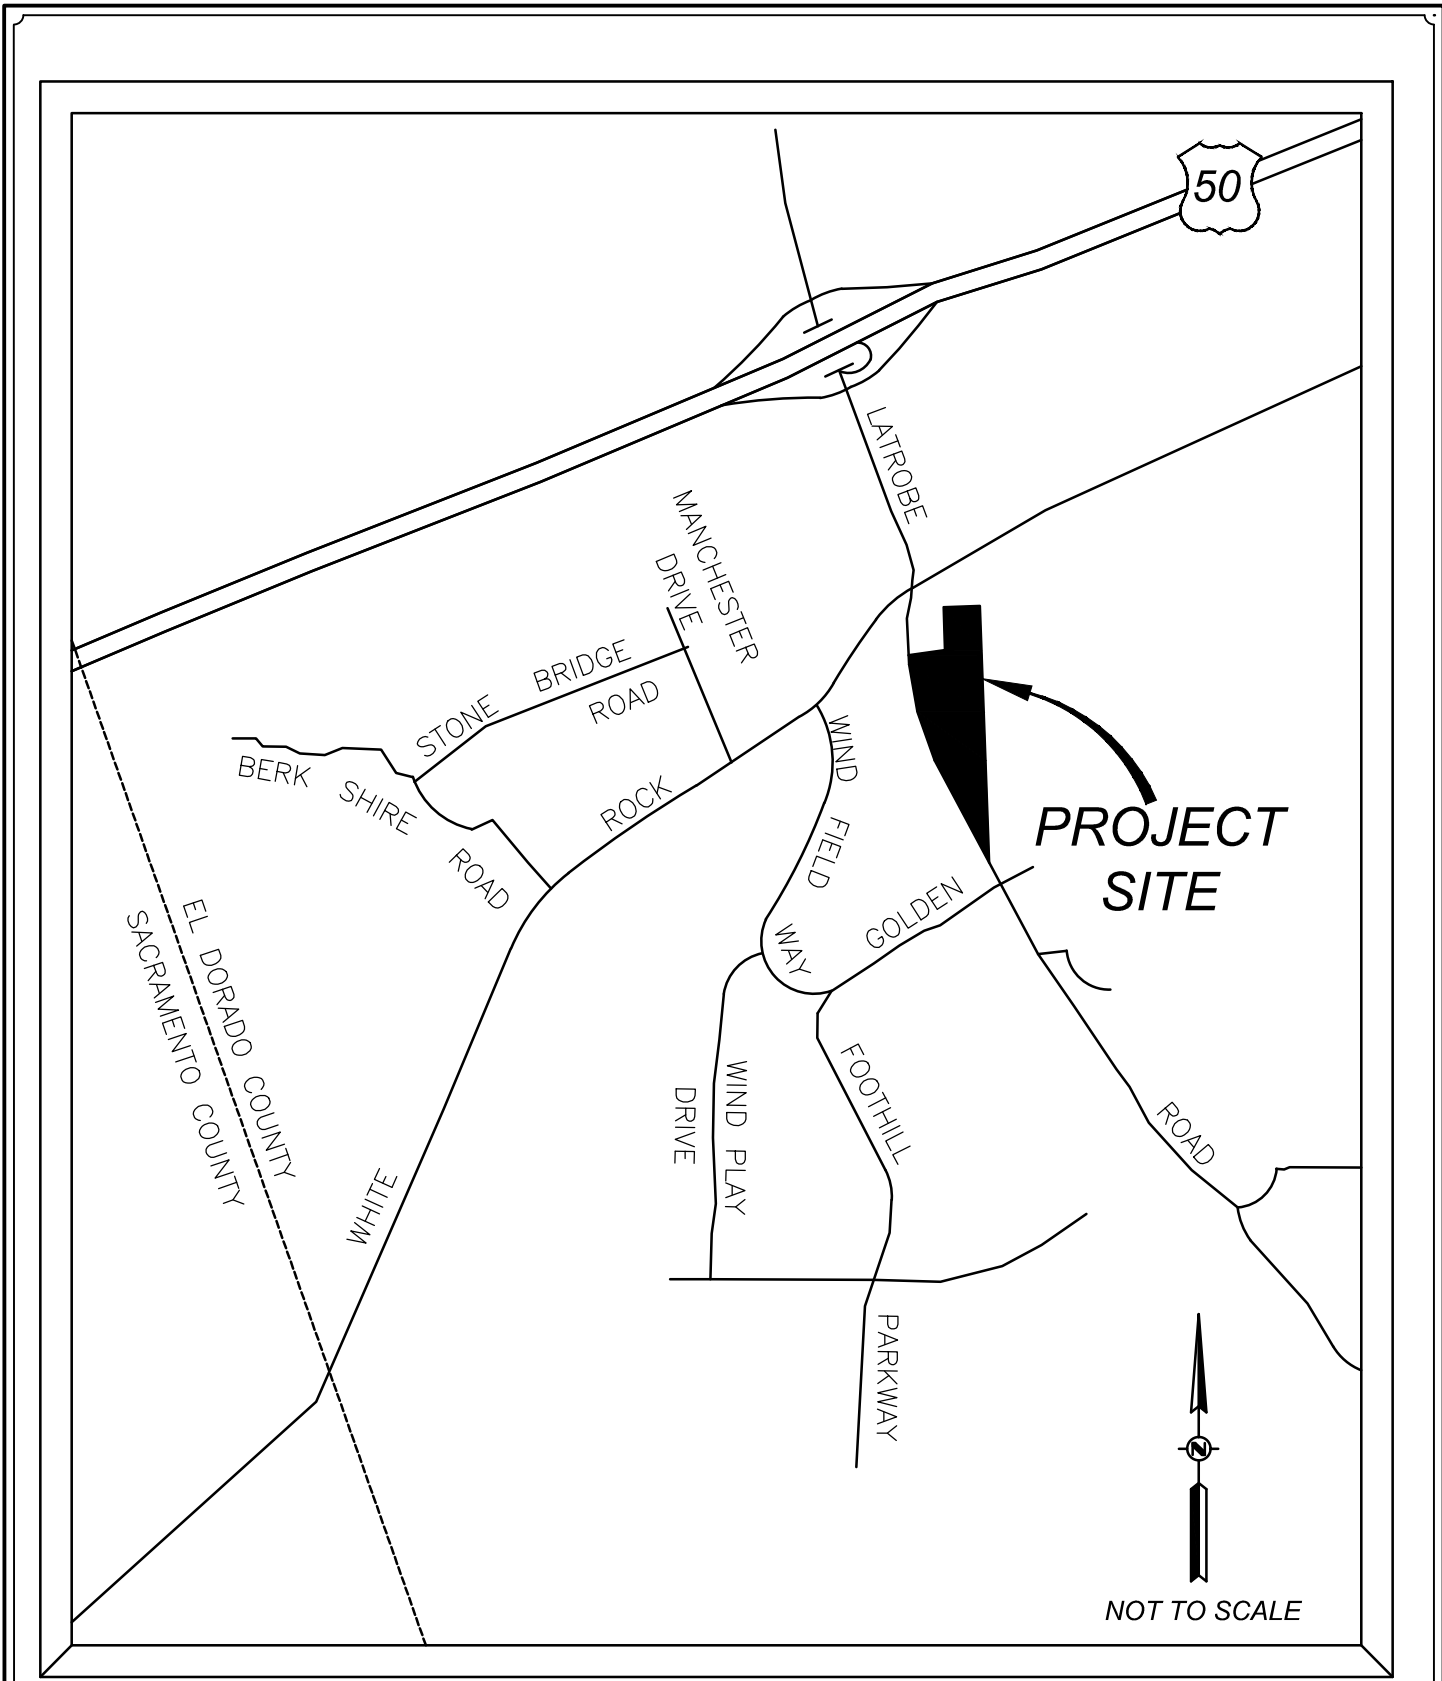 50
LATROBE
MANCHESTER
DRIVE
STONE BRIDGE
ROAD
BERK SHIRE
ROAD
ROCK
WIND
FIELD
WAY
PROJECT
SITE
GOLDEN
EL DORADO COUNTY
SACRAMENTO COUNTY
WHITE
WIND PLAY
DRIVE
FOOTHILL
ROAD
PARKWAY
N
NOT TO SCALE